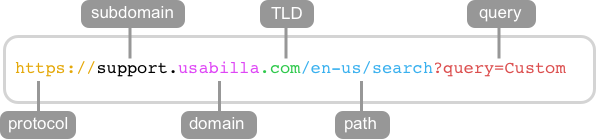 subdomain TLD query
https://support.usabilla.com/en-us/search?query=Custom
protocol domain path